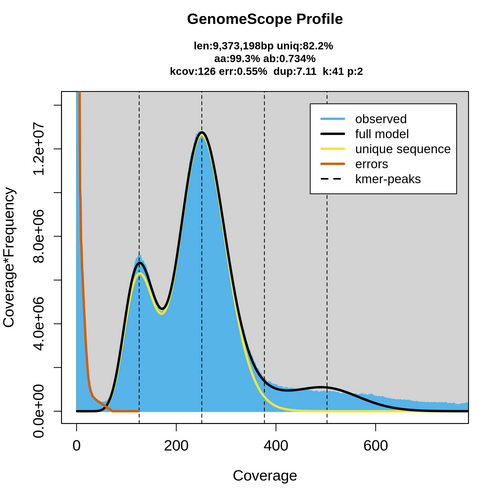 GenomeScope Profile
len:9,373,198bp uniq:82.2%
aa:99.3% ab:0.734%
kcov:126 err:0.55% dup:7.11 k:41 p:2
observed
full model
unique sequence
errors
kmer-peaks
Coverage*Frequency
1.2e+07
8.0e+06
4.0e+06
0.0e+00
0 200 400 600
Coverage